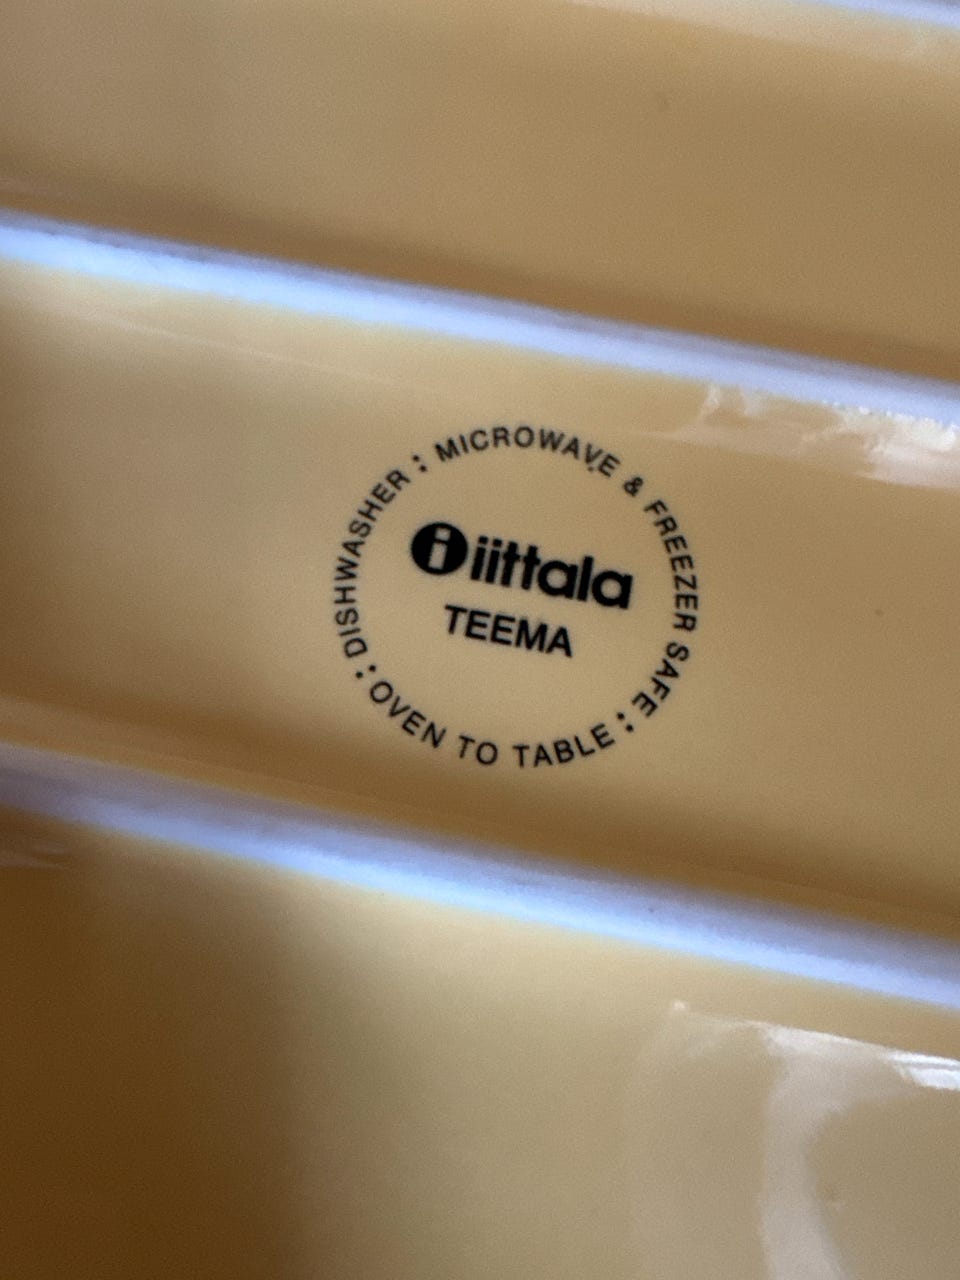 DISHWASHER : MICROWAVE & FREEZER SAFE : OVEN TO TABLE :
i iittala
TEEMA